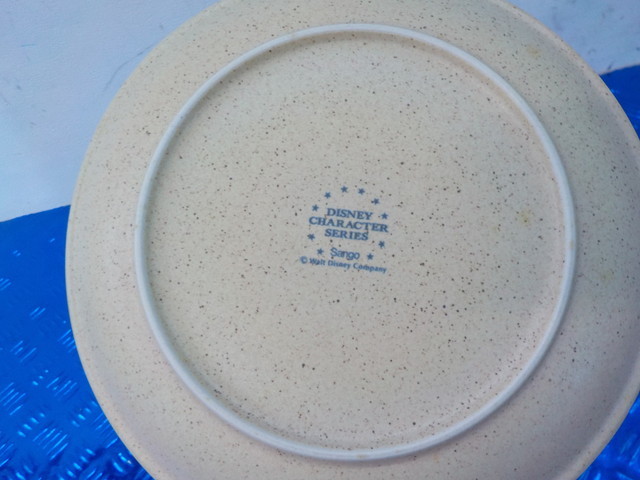 DISNEY
CHARACTER
SERIES
Sango
© Walt Disney Company